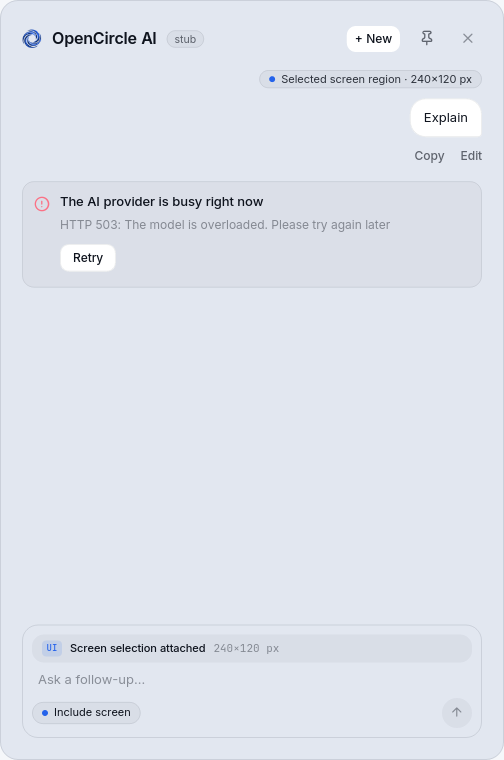 OpenCircle AI stub + New
Selected screen region · 240×120 px
Explain
Copy Edit
The AI provider is busy right now
HTTP 503: The model is overloaded. Please try again later
Retry
UI Screen selection attached 240×120 px
Ask a follow-up...
Include screen